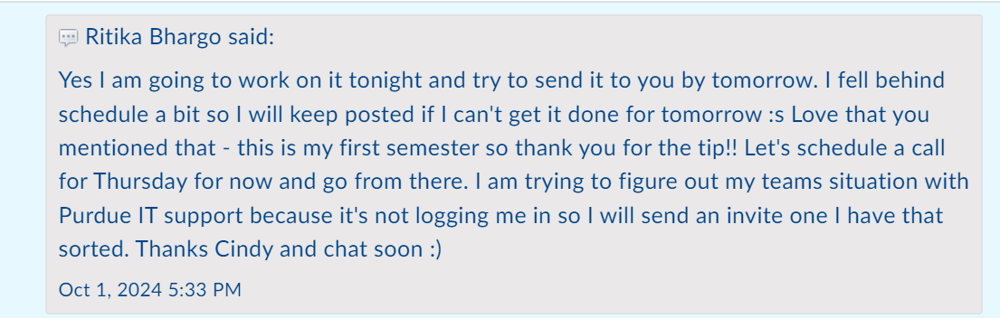 Ritika Bhargo said:
Yes I am going to work on it tonight and try to send it to you by tomorrow. I fell behind
schedule a bit so I will keep posted if I can't get it done for tomorrow :s Love that you
mentioned that - this is my first semester so thank you for the tip!! Let's schedule a call
for Thursday for now and go from there. I am trying to figure out my teams situation with
Purdue IT support because it's not logging me in so I will send an invite one I have that
sorted. Thanks Cindy and chat soon :)
Oct 1, 2024 5:33 PM